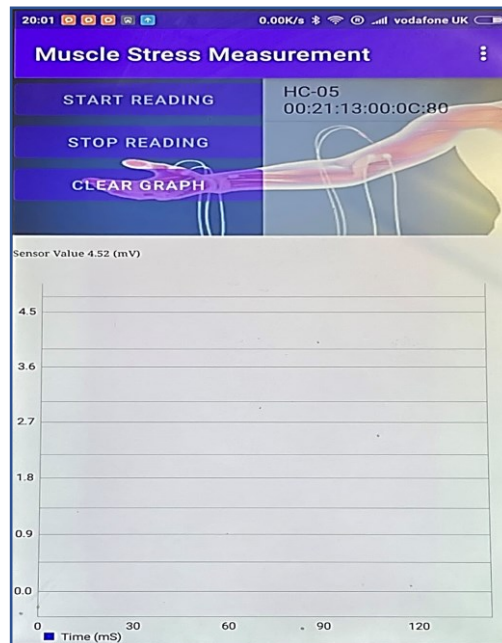 20:01 0.00K/s vodafone UK
Muscle Stress Measurement
START READING
HC-05
00:21:13:00:0C:80
STOP READING
CLEAR GRAPH
Sensor Value 4.52 (mV)
4.5
3.6
2.7
1.8
0.9
0.0
0 30 60 90 120
Time (mS)